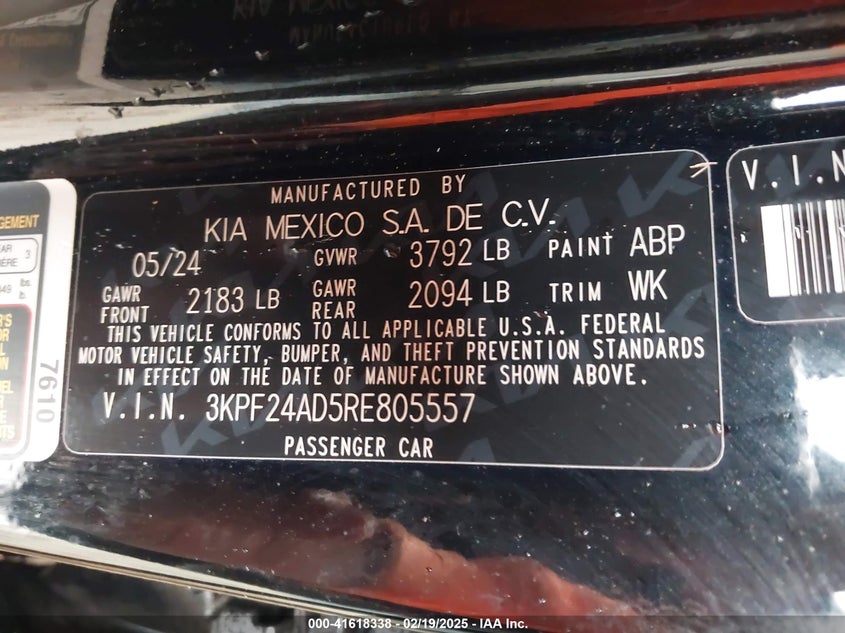 MANUFACTURED BY
KIA MEXICO S.A. DE C.V.
05/24 GVWR 3792 LB PAINT ABP
GAWR FRONT 2183 LB GAWR REAR 2094 LB TRIM WK
THIS VEHICLE CONFORMS TO ALL APPLICABLE U.S.A. FEDERAL
MOTOR VEHICLE SAFETY, BUMPER, AND THEFT PREVENTION STANDARDS
IN EFFECT ON THE DATE OF MANUFACTURE SHOWN ABOVE.
V.I.N. 3KPF24AD5RE805557
PASSENGER CAR
7610
V.I.N
000-41618338 - 02/19/2025 - IAA Inc.